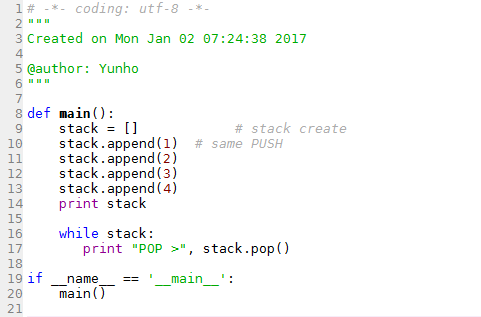 1 # -*- coding: utf-8 -*-
2 """
3 Created on Mon Jan 02 07:24:38 2017
4
5 @author: Yunho
6 """
7
8 def main():
9     stack = []            # stack create
10     stack.append(1)  # same PUSH
11     stack.append(2)
12     stack.append(3)
13     stack.append(4)
14     print stack
15
16     while stack:
17        print "POP >", stack.pop()
18
19 if __name__ == '__main__':
20     main()
21